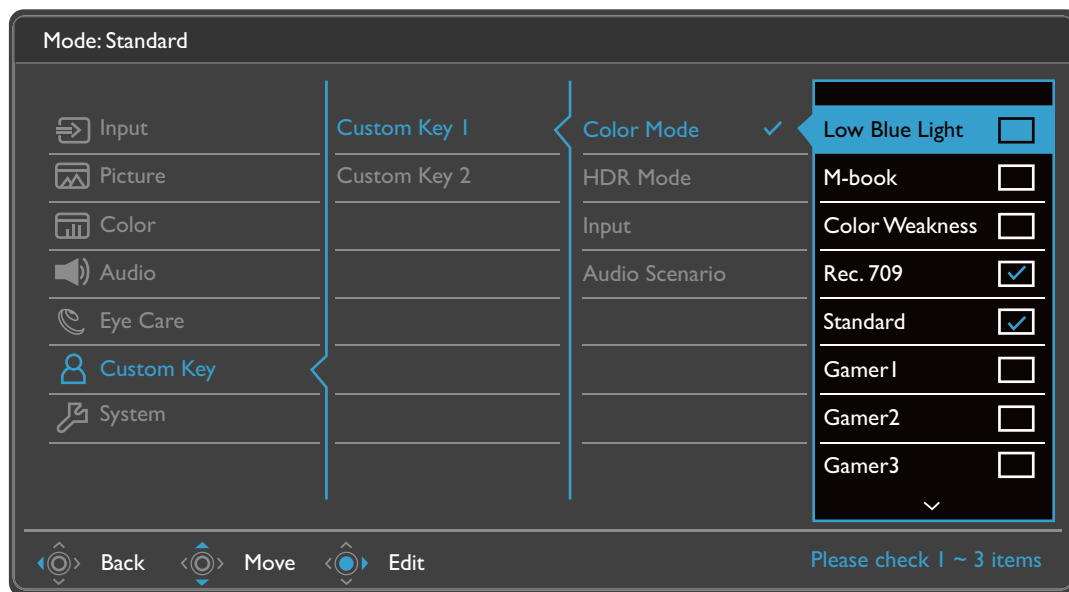 Mode: Standard
Input
Picture
Color
Audio
Eye Care
Custom Key
System
Custom Key 1
Custom Key 2
Color Mode
HDR Mode
Input
Audio Scenario
Low Blue Light
M-book
Color Weakness
Rec. 709
Standard
Gamer1
Gamer2
Gamer3
Back
Move
Edit
Please check 1 ~ 3 items